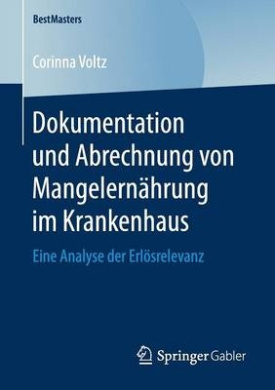 BestMasters
Corinna Voltz
Dokumentation
und Abrechnung von
Mangelernährung
im Krankenhaus
Eine Analyse der Erlösrelevanz
Springer Gabler